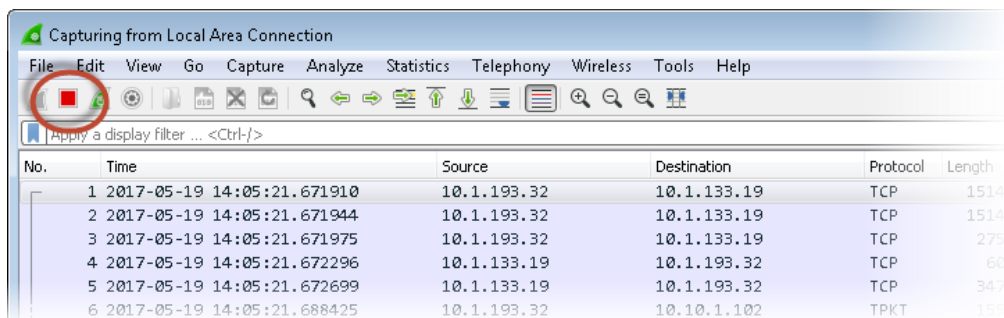 Capturing from Local Area Connection
File Edit View Go Capture Analyze Statistics Telephony Wireless Tools Help
Apply a display filter ... <Ctrl-/>
No. Time Source Destination Protocol Length
1 2017-05-19 14:05:21.671910 10.1.193.32 10.1.133.19 TCP 1514
2 2017-05-19 14:05:21.671944 10.1.193.32 10.1.133.19 TCP 1514
3 2017-05-19 14:05:21.671975 10.1.193.32 10.1.133.19 TCP 275
4 2017-05-19 14:05:21.672296 10.1.133.19 10.1.193.32 TCP 60
5 2017-05-19 14:05:21.672699 10.1.133.19 10.1.193.32 TCP 347
6 2017-05-19 14:05:21.688425 10.1.193.32 10.10.1.102 TPKT